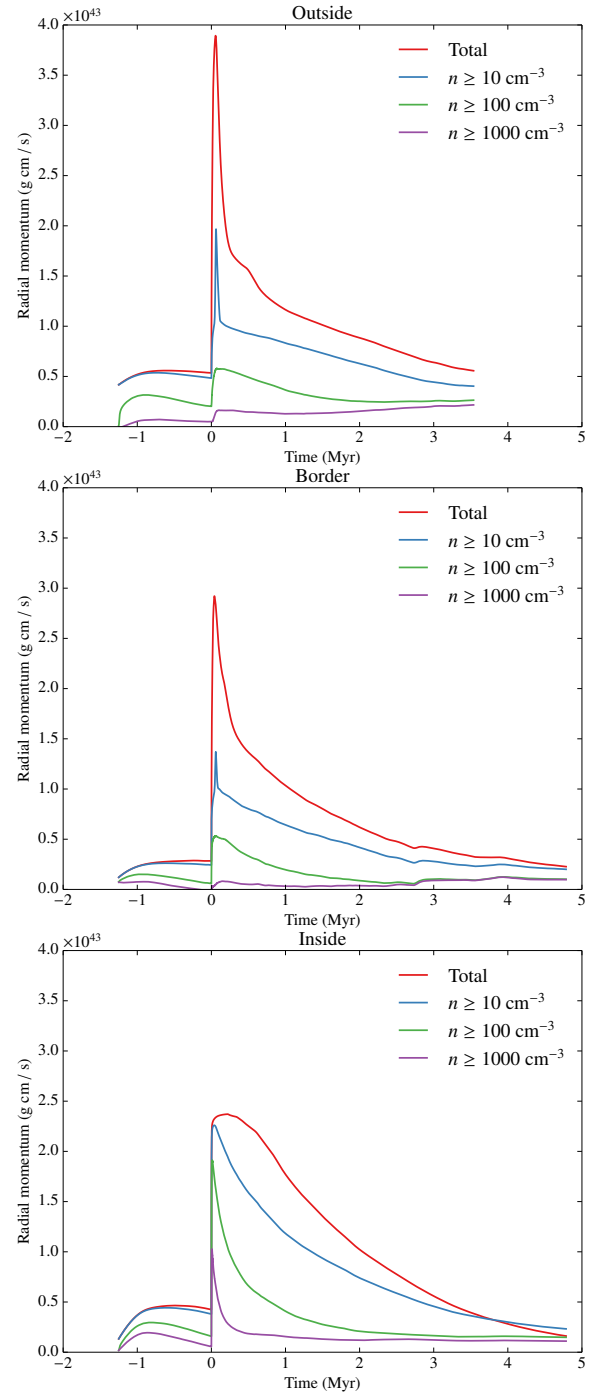 Outside
×10⁴³
4.0
3.5
3.0
2.5
2.0
1.5
1.0
0.5
0.0
Radial momentum (g cm / s)
Total
n ≥ 10 cm⁻³
n ≥ 100 cm⁻³
n ≥ 1000 cm⁻³
−2 −1 0 1 2 3 4 5
Time (Myr)
Border
×10⁴³
4.0
3.5
3.0
2.5
2.0
1.5
1.0
0.5
0.0
Radial momentum (g cm / s)
Total
n ≥ 10 cm⁻³
n ≥ 100 cm⁻³
n ≥ 1000 cm⁻³
−2 −1 0 1 2 3 4 5
Time (Myr)
Inside
×10⁴³
4.0
3.5
3.0
2.5
2.0
1.5
1.0
0.5
0.0
Radial momentum (g cm / s)
Total
n ≥ 10 cm⁻³
n ≥ 100 cm⁻³
n ≥ 1000 cm⁻³
−2 −1 0 1 2 3 4 5
Time (Myr)